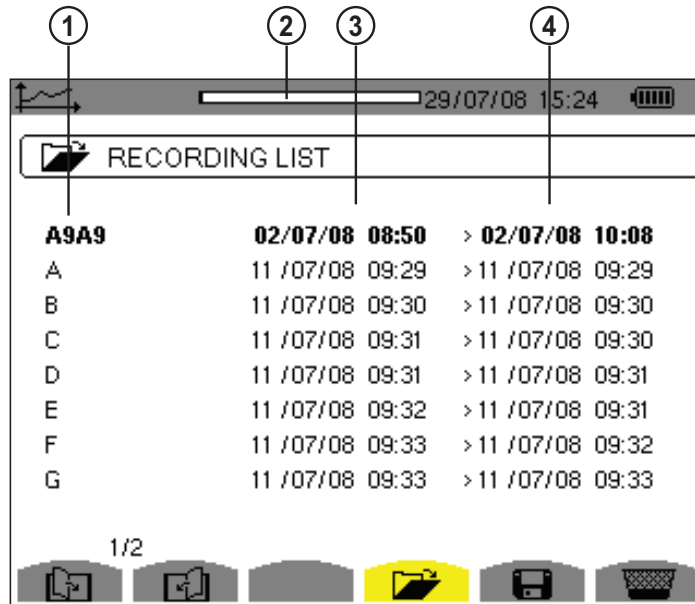 1 2 3 4
29/07/08 15:24
RECORDING LIST
A9A9 02/07/08 08:50 > 02/07/08 10:08
A 11 /07/08 09:29 >11 /07/08 09:29
B 11 /07/08 09:30 >11 /07/08 09:30
C 11 /07/08 09:31 >11 /07/08 09:30
D 11 /07/08 09:31 >11 /07/08 09:31
E 11 /07/08 09:32 >11 /07/08 09:31
F 11 /07/08 09:33 >11 /07/08 09:32
G 11 /07/08 09:33 >11 /07/08 09:33
1/2